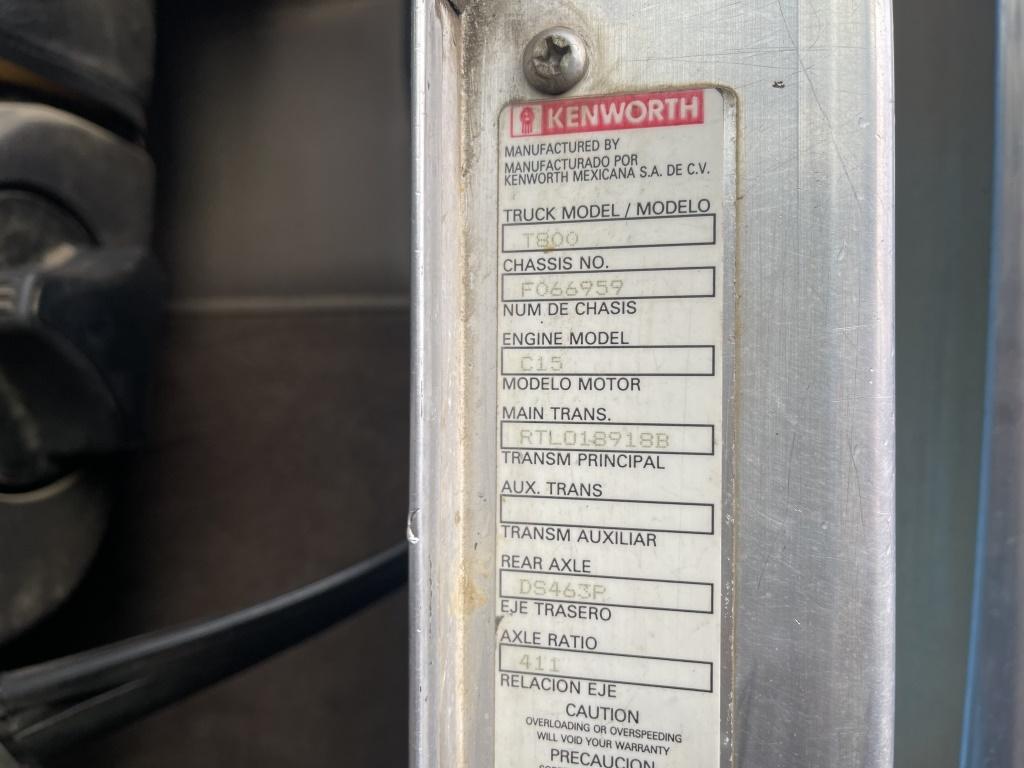 KENWORTH
MANUFACTURED BY
MANUFACTURADO POR
KENWORTH MEXICANA S.A. DE C.V.
TRUCK MODEL / MODELO
T800
CHASSIS NO.
F066959
NUM DE CHASIS
ENGINE MODEL
C15
MODELO MOTOR
MAIN TRANS.
RTLO18918B
TRANSM PRINCIPAL
AUX. TRANS
TRANSM AUXILIAR
REAR AXLE
DS463P
EJE TRASERO
AXLE RATIO
411
RELACION EJE
CAUTION
OVERLOADING OR OVERSPEEDING
WILL VOID YOUR WARRANTY
PRECAUCION